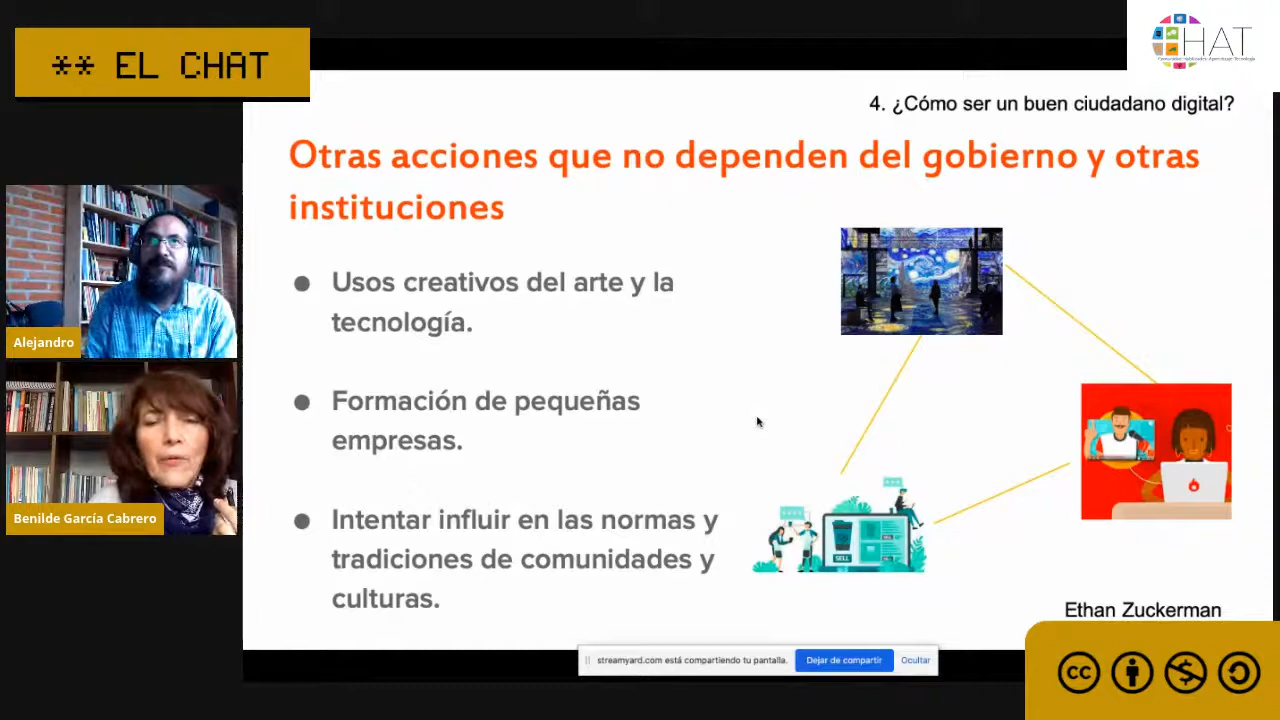 ** EL CHAT
HAT
4. ¿Cómo ser un buen ciudadano digital?
Otras acciones que no dependen del gobierno y otras
instituciones
● Usos creativos del arte y la
tecnología.
● Formación de pequeñas
empresas.
● Intentar influir en las normas y
tradiciones de comunidades y
culturas.
SELL
Alejandro
Benilde García Cabrero
Ethan Zuckerman
streamyard.com está compartiendo tu pantalla.
Dejar de compartir
Ocultar
CC